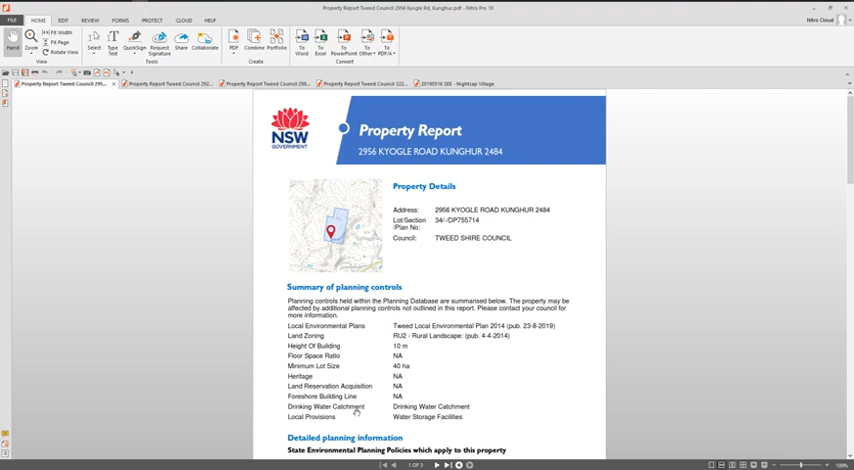 Property Report Tweed Council 2956 Kyogle Rd, Kunghur.pdf - Nitro Pro 10
FILE HOME EDIT REVIEW FORMS PROTECT CLOUD HELP
Nitro Cloud
Hand Zoom Fit Width Fit Page Rotate View
Select Type Text QuickSign Request Signature Share Collaborate
PDF Combine Portfolio
To Word To Excel To PowerPoint To Other To PDF/A
View Tools Create Convert
Property Report Tweed Council 295... Property Report Tweed Council 292... Property Report Tweed Council 298... Property Report Tweed Council 322... 20190516 SEE - Nightcap Village
NSW
GOVERNMENT
Property Report
2956 KYOGLE ROAD KUNGHUR 2484
Property Details
Address: 2956 KYOGLE ROAD KUNGHUR 2484
Lot/Section /Plan No: 34/-/DP755714
Council: TWEED SHIRE COUNCIL
Summary of planning controls
Planning controls held within the Planning Database are summarised below. The property may be
affected by additional planning controls not outlined in this report. Please contact your council for
more information.
Local Environmental Plans Tweed Local Environmental Plan 2014 (pub. 23-8-2019)
Land Zoning RU2 - Rural Landscape: (pub. 4-4-2014)
Height Of Building 10 m
Floor Space Ratio NA
Minimum Lot Size 40 ha
Heritage NA
Land Reservation Acquisition NA
Foreshore Building Line NA
Drinking Water Catchment Drinking Water Catchment
Local Provisions Water Storage Facilities
Detailed planning information
State Environmental Planning Policies which apply to this property
1 OF 3
100%